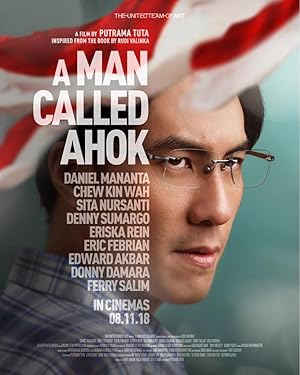 THE·UNITEDTEAM·OF·ART
A FILM BY PUTRAMA TUTA
INSPIRED FROM THE BOOK BY RUDI VALINKA
A MAN
CALLED
AHOK
DANIEL MANANTA
CHEW KIN WAH
SITA NURSANTI
DENNY SUMARGO
ERISKA REIN
ERIC FEBRIAN
EDWARD AKBAR
DONNY DAMARA
FERRY SALIM
IN CINEMAS
08.11.18